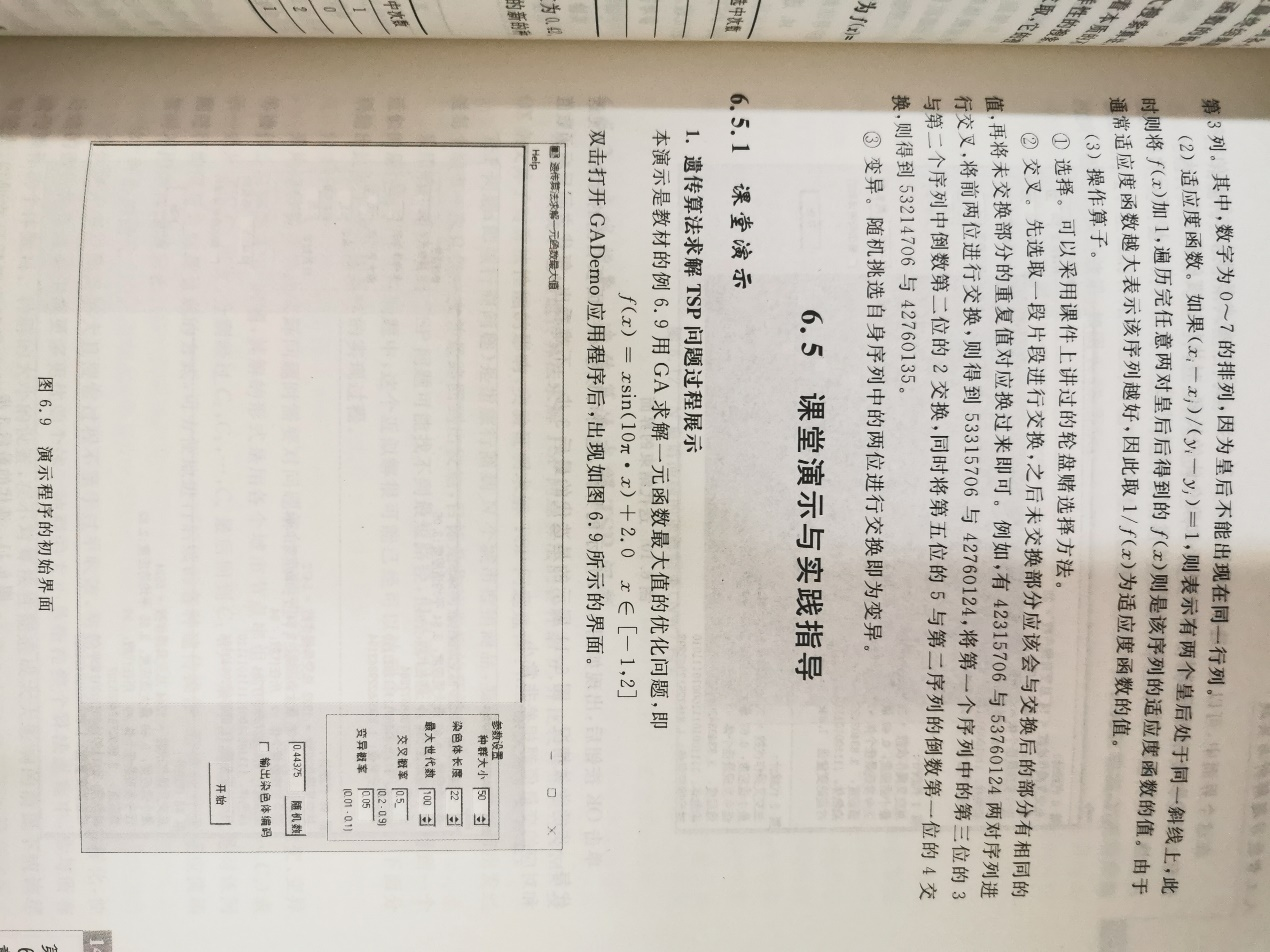 第3列。其中,数字为0~7的排列,因为皇后不能出现在同一行列。
(2) 适应度函数。如果(xᵢ-xⱼ)/(yᵢ-yⱼ)=1,则表示有两个皇后处于同一斜线上,此
时则将f(x)加1,遍历完任意两对皇后后得到的f(x)则是该序列的适应度函数的值。由于
通常适应度函数越大表示该序列越好,因此取1/f(x)为适应度函数的值。
(3) 操作算子。
① 选择。可以采用课件上讲过的轮盘赌选择方法。
② 交叉。先选取一段片段进行交换,之后未交换部分应该会与交换后的部分有相同的
值,再将未交换部分的重复值对应换过来即可。例如,有42315706与53760124两对序列进
行交叉,将前两位进行交换,则得到53315706与42760124,将第一个序列中的第三位的3
与第二个序列中倒数第二位的2交换,同时将第五位的5与第二序列的倒数第一位的4交
换,则得到53214706与42760135。
③ 变异。随机挑选自身序列中的两位进行交换即为变异。
6.5 课堂演示与实践指导
6.5.1 课堂演示
1. 遗传算法求解TSP问题过程展示
本演示是教材的例6.9用GA求解一元函数最大值的优化问题,即
f(x)=xsin(10π·x)+2.0 x∈[-1,2]
双击打开GADemo应用程序后,出现如图6.9所示的界面。
遗传算法求解一元函数最大值
Help
参数设置
种群大小 50
染色体长度 22
最大世代数 100
交叉概率 0.5
(0.2-0.9)
变异概率 0.05
(0.01-0.1)
0.44375 随机数
输出染色体编码
开始
图6.9 演示程序的初始界面